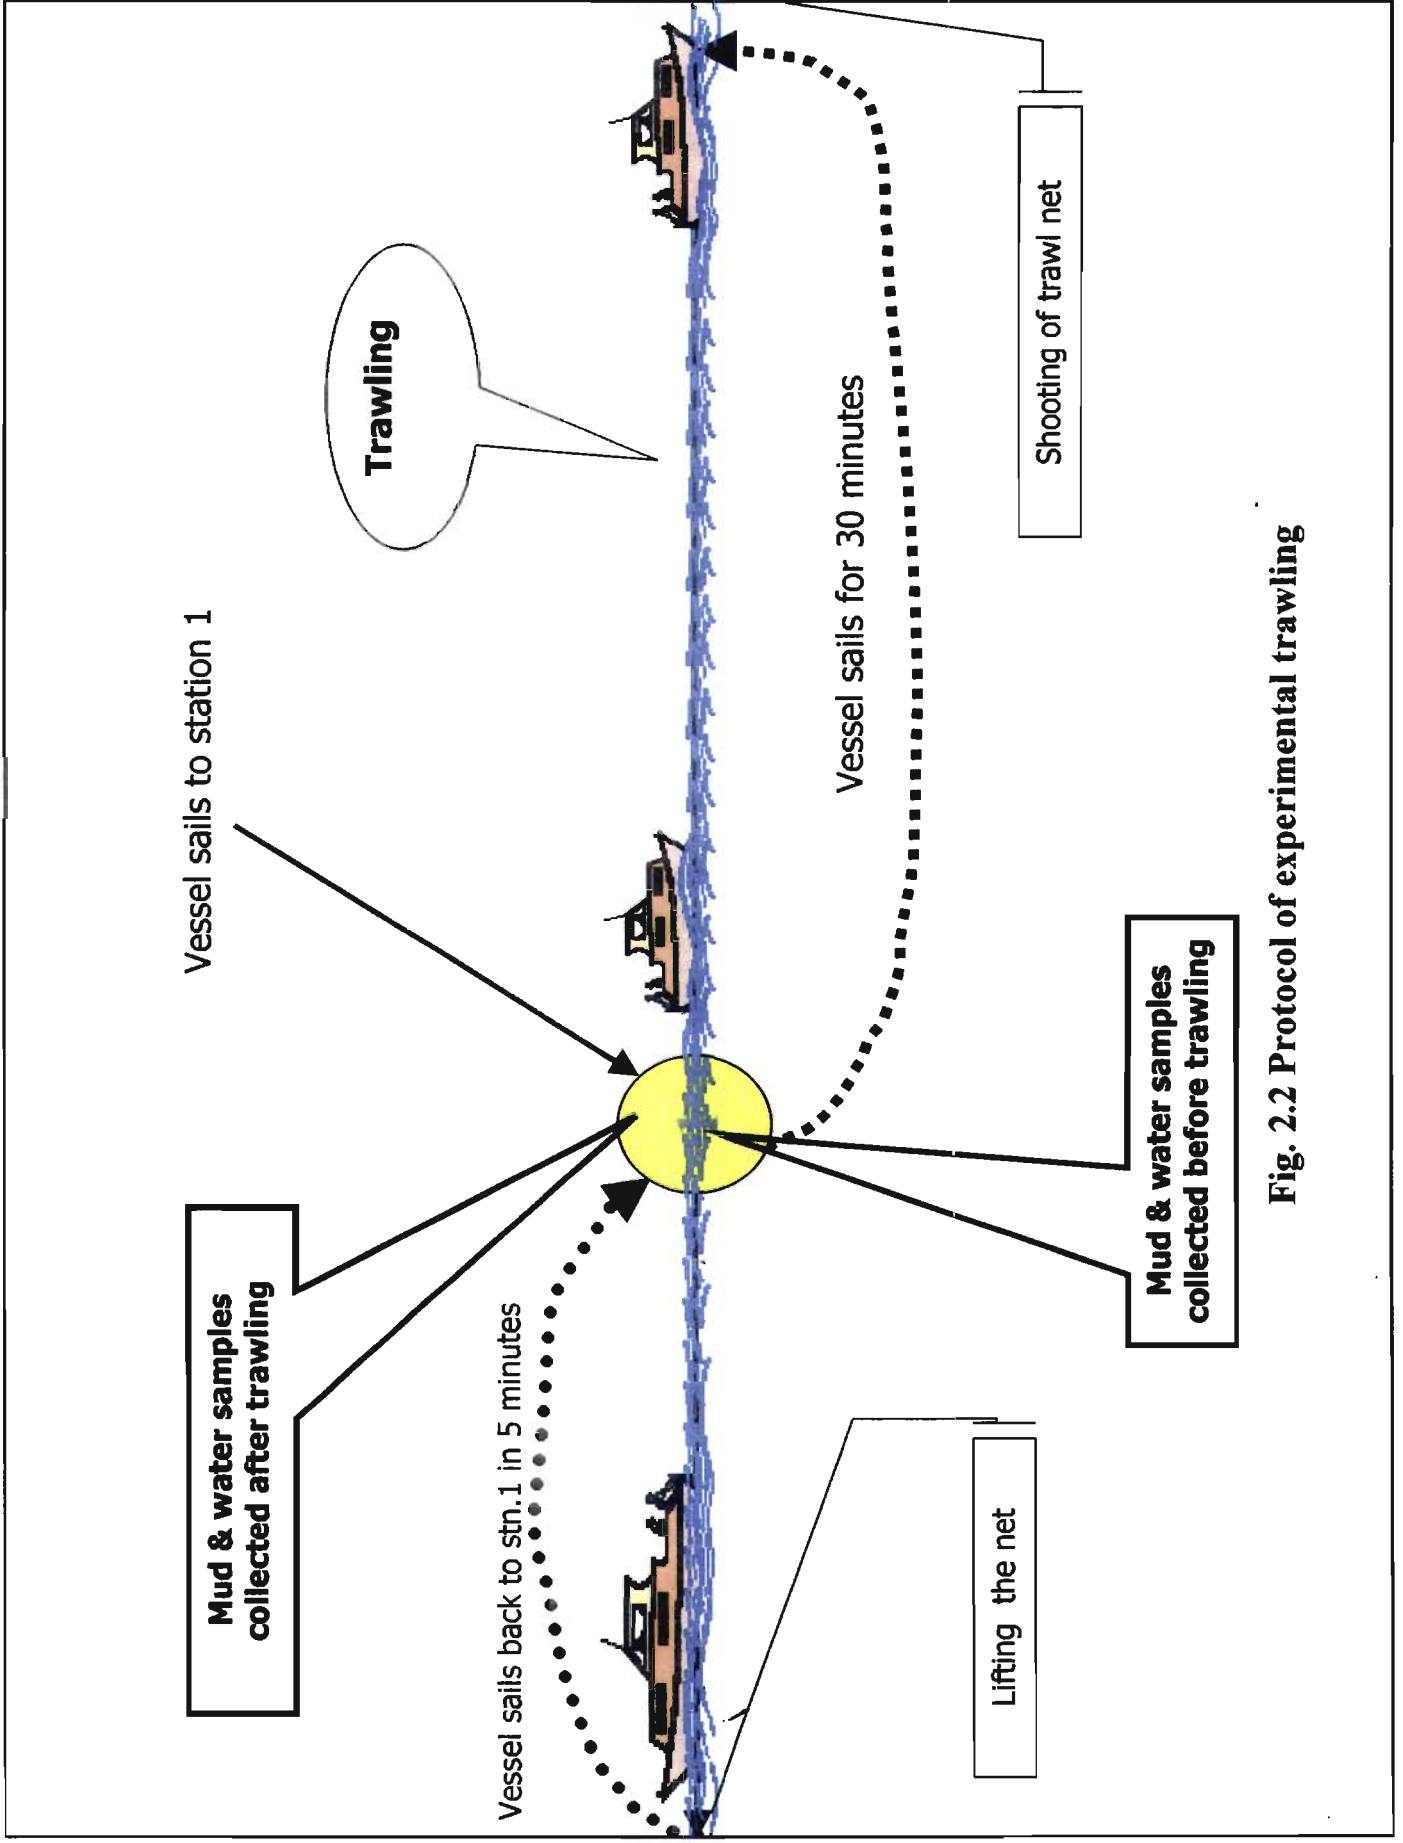 Vessel sails to station 1
Mud & water samples
collected after trawling
Trawling
Vessel sails back to stn.1 in 5 minutes
Vessel sails for 30 minutes
Lifting the net
Shooting of trawl net
Mud & water samples
collected before trawling
Fig. 2.2 Protocol of experimental trawling